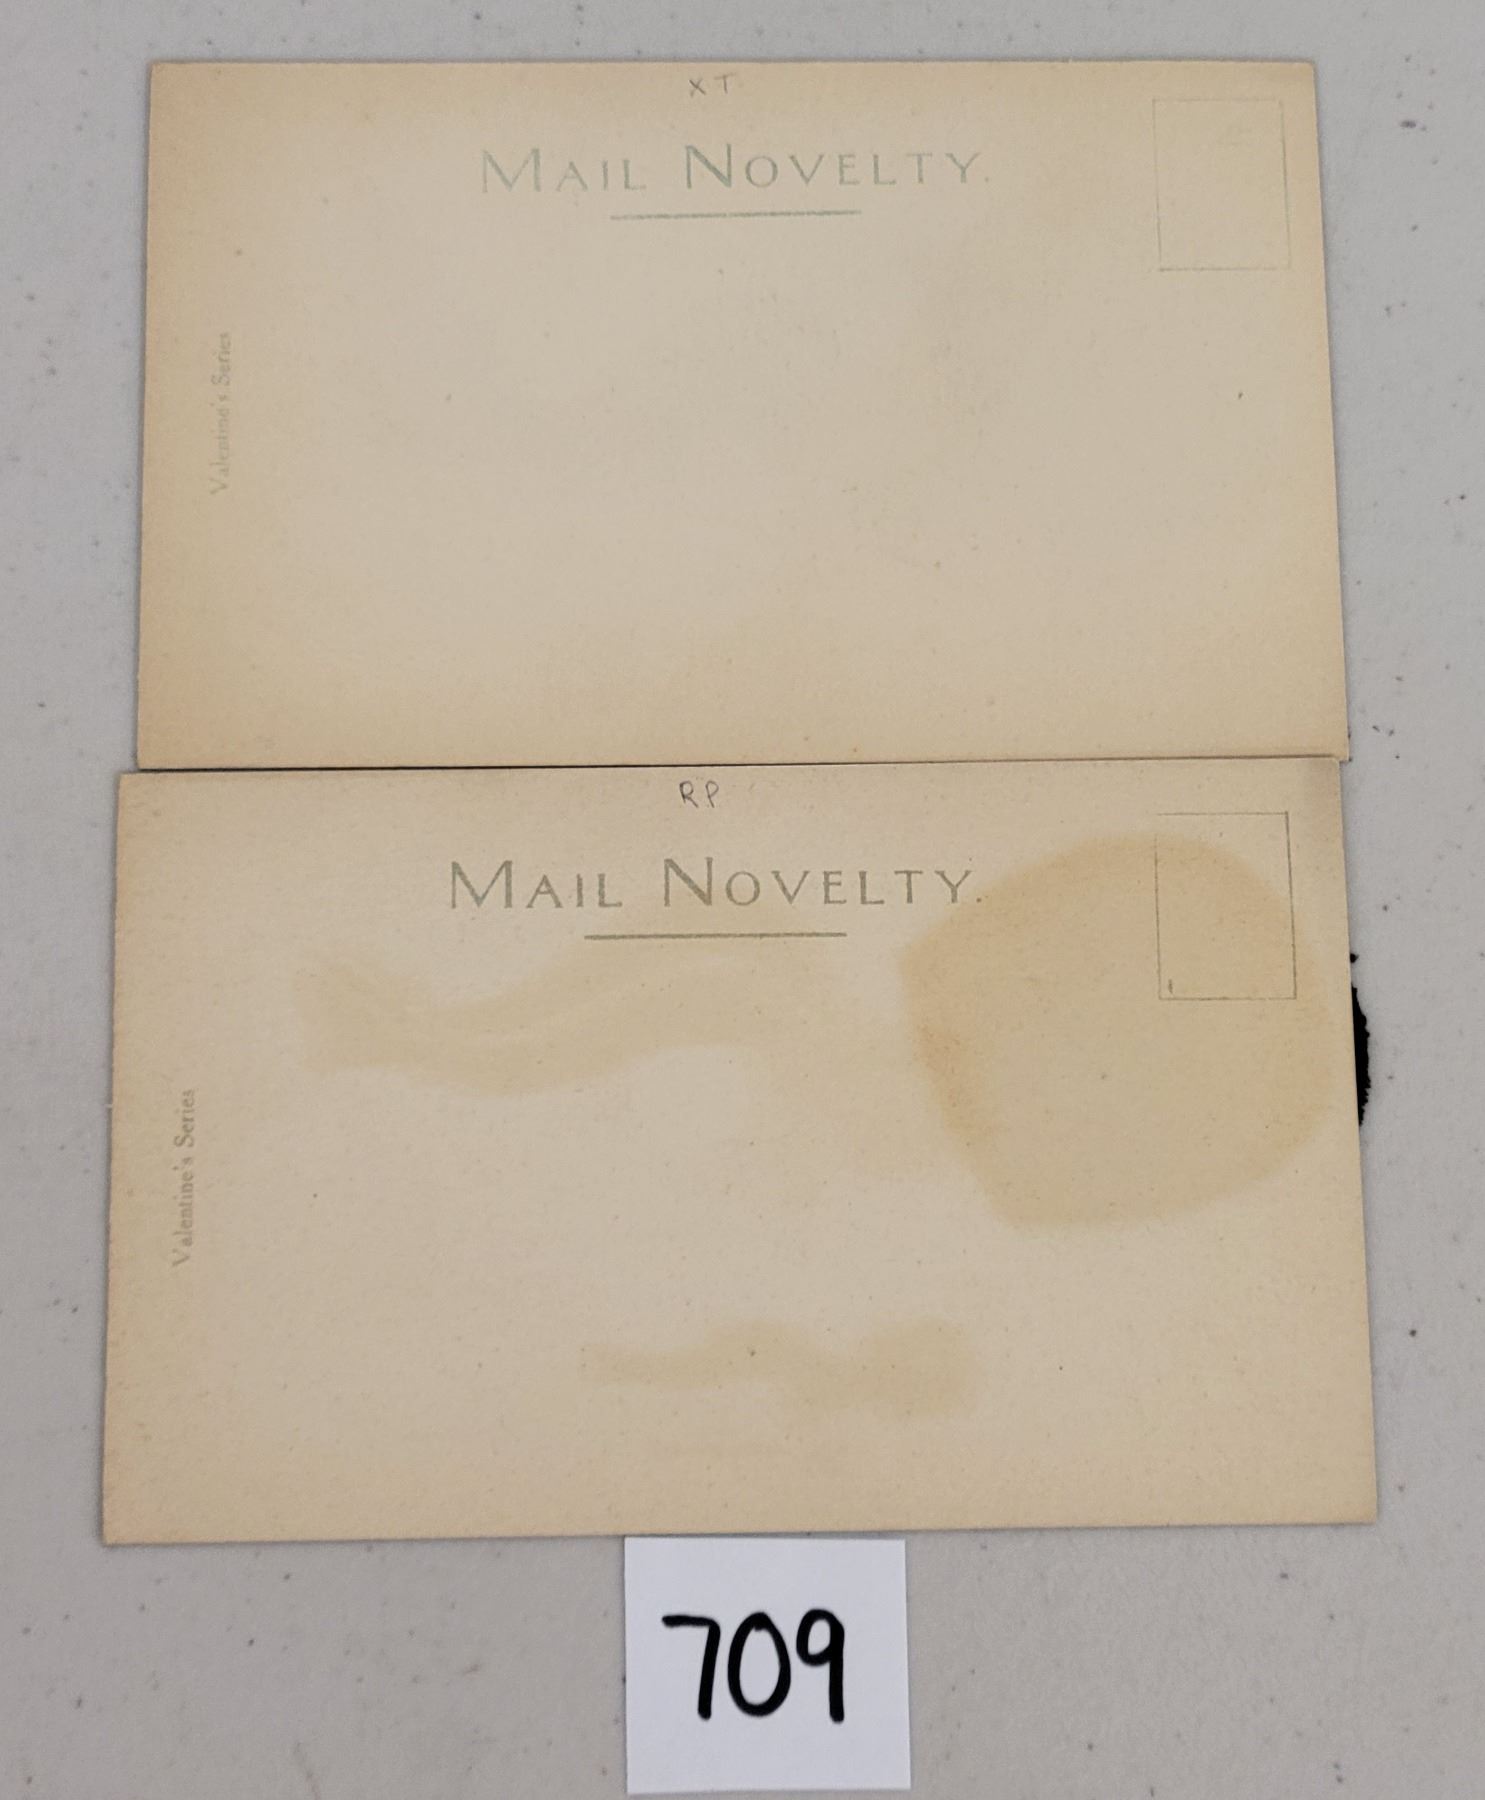 XT
MAIL NOVELTY.
Valentine's Series
RP
MAIL NOVELTY.
Valentine's Series
709